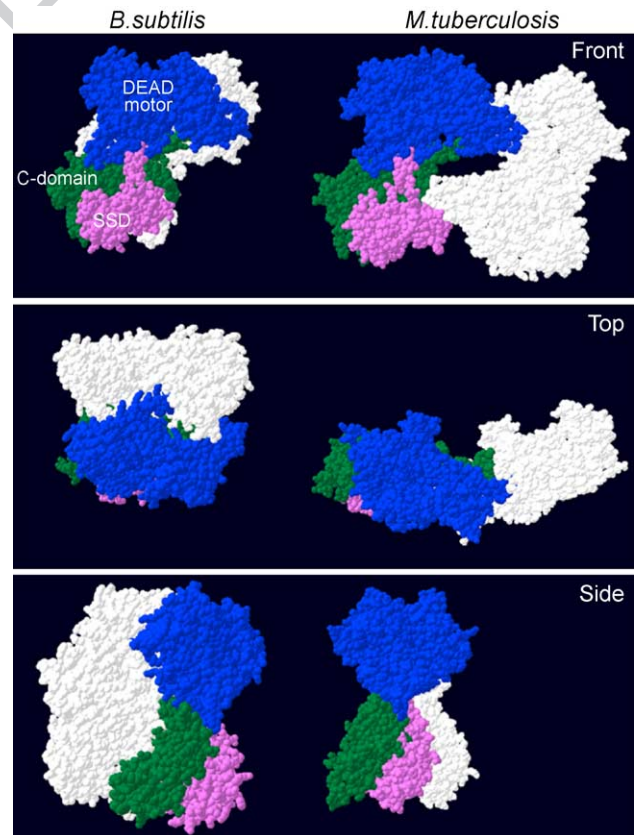 B.subtilis M.tuberculosis
Front
DEAD
motor
C-domain
SSD
Top
Side